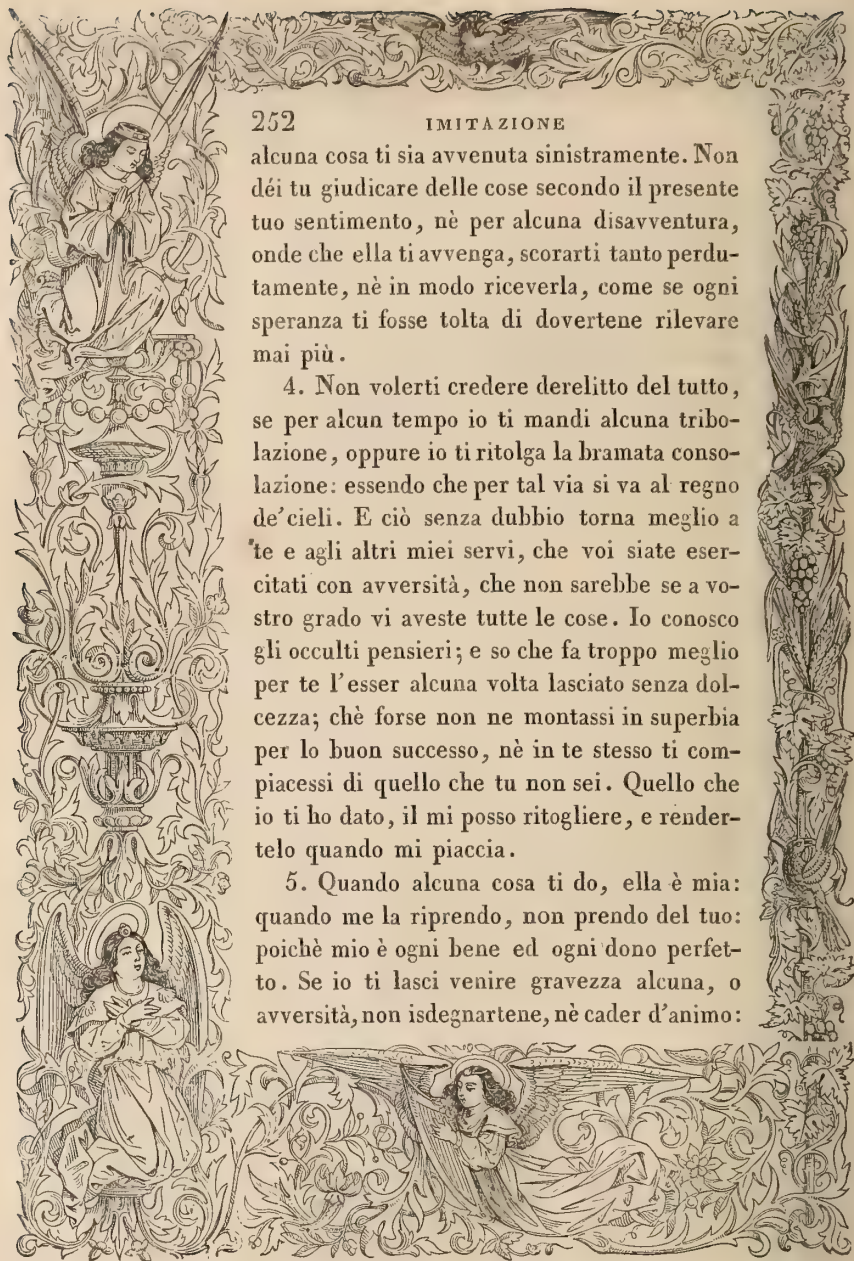 252 IMITAZIONE
alcuna cosa ti sia avvenuta sinistramente. Non
déi tu giudicare delle cose secondo il presente
tuo sentimento, nè per alcuna disavventura,
onde che ella ti avvenga, scorarti tanto perdu-
tamente, nè in modo riceverla, come se ogni
speranza ti fosse tolta di dovertene rilevare
mai più.
4. Non volerti credere derelitto del tutto,
se per alcun tempo io ti mandi alcuna tribo-
lazione, oppure io ti ritolga la bramata conso-
lazione: essendo che per tal via si va al regno
de'cieli. E ciò senza dubbio torna meglio a
te e agli altri miei servi, che voi siate eser-
citati con avversità, che non sarebbe se a vo-
stro grado vi aveste tutte le cose. Io conosco
gli occulti pensieri; e so che fa troppo meglio
per te l'esser alcuna volta lasciato senza dol-
cezza; chè forse non ne montassi in superbia
per lo buon successo, nè in te stesso ti com-
piacessi di quello che tu non sei. Quello che
io ti ho dato, il mi posso ritogliere, e render-
telo quando mi piaccia.
5. Quando alcuna cosa ti do, ella è mia:
quando me la riprendo, non prendo del tuo:
poichè mio è ogni bene ed ogni dono perfet-
to. Se io ti lasci venire gravezza alcuna, o
avversità, non isdegnartene, nè cader d'animo: